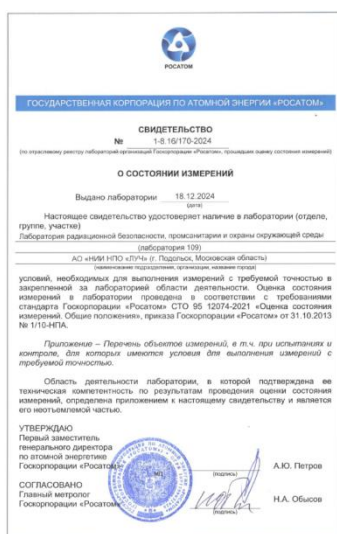 РОСАТОМ
ГОСУДАРСТВЕННАЯ КОРПОРАЦИЯ ПО АТОМНОЙ ЭНЕРГИИ «РОСАТОМ»
СВИДЕТЕЛЬСТВО
№ 1-8.16/170-2024
(по отраслевому реестру лабораторий организаций Госкорпорации «Росатом», прошедших оценку состояния измерений)
О СОСТОЯНИИ ИЗМЕРЕНИЙ
Выдано лаборатории 18.12.2024
(дата)
Настоящее свидетельство удостоверяет наличие в лаборатории (отделе,
группе, участке)
Лаборатория радиационной безопасности, промсанитарии и охраны окружающей среды
(лаборатория 109)
АО «НИИ НПО «ЛУЧ» (г. Подольск, Московская область)
(наименование подразделения, организации, название города)
условий, необходимых для выполнения измерений с требуемой точностью в
закрепленной за лабораторией области деятельности. Оценка состояния
измерений в лаборатории проведена в соответствии с требованиями
стандарта Госкорпорации «Росатом» СТО 95 12074-2021 «Оценка состояния
измерений. Общие положения», приказа Госкорпорации «Росатом» от 31.10.2013
№ 1/10-НПА.
Приложение – Перечень объектов измерений, в т.ч. при испытаниях и
контроле, для которых имеются условия для выполнения измерений с
требуемой точностью.
Область деятельности лаборатории, в которой подтверждена ее
техническая компетентность по результатам проведения оценки состояния
измерений, определена приложением к настоящему свидетельству и является
его неотъемлемой частью.
УТВЕРЖДАЮ
Первый заместитель
генерального директора
по атомной энергетике
Госкорпорации «Росатом»
(подпись)
А.Ю. Петров
СОГЛАСОВАНО
Главный метролог
Госкорпорации «Росатом»
(подпись)
Н.А. Обысов